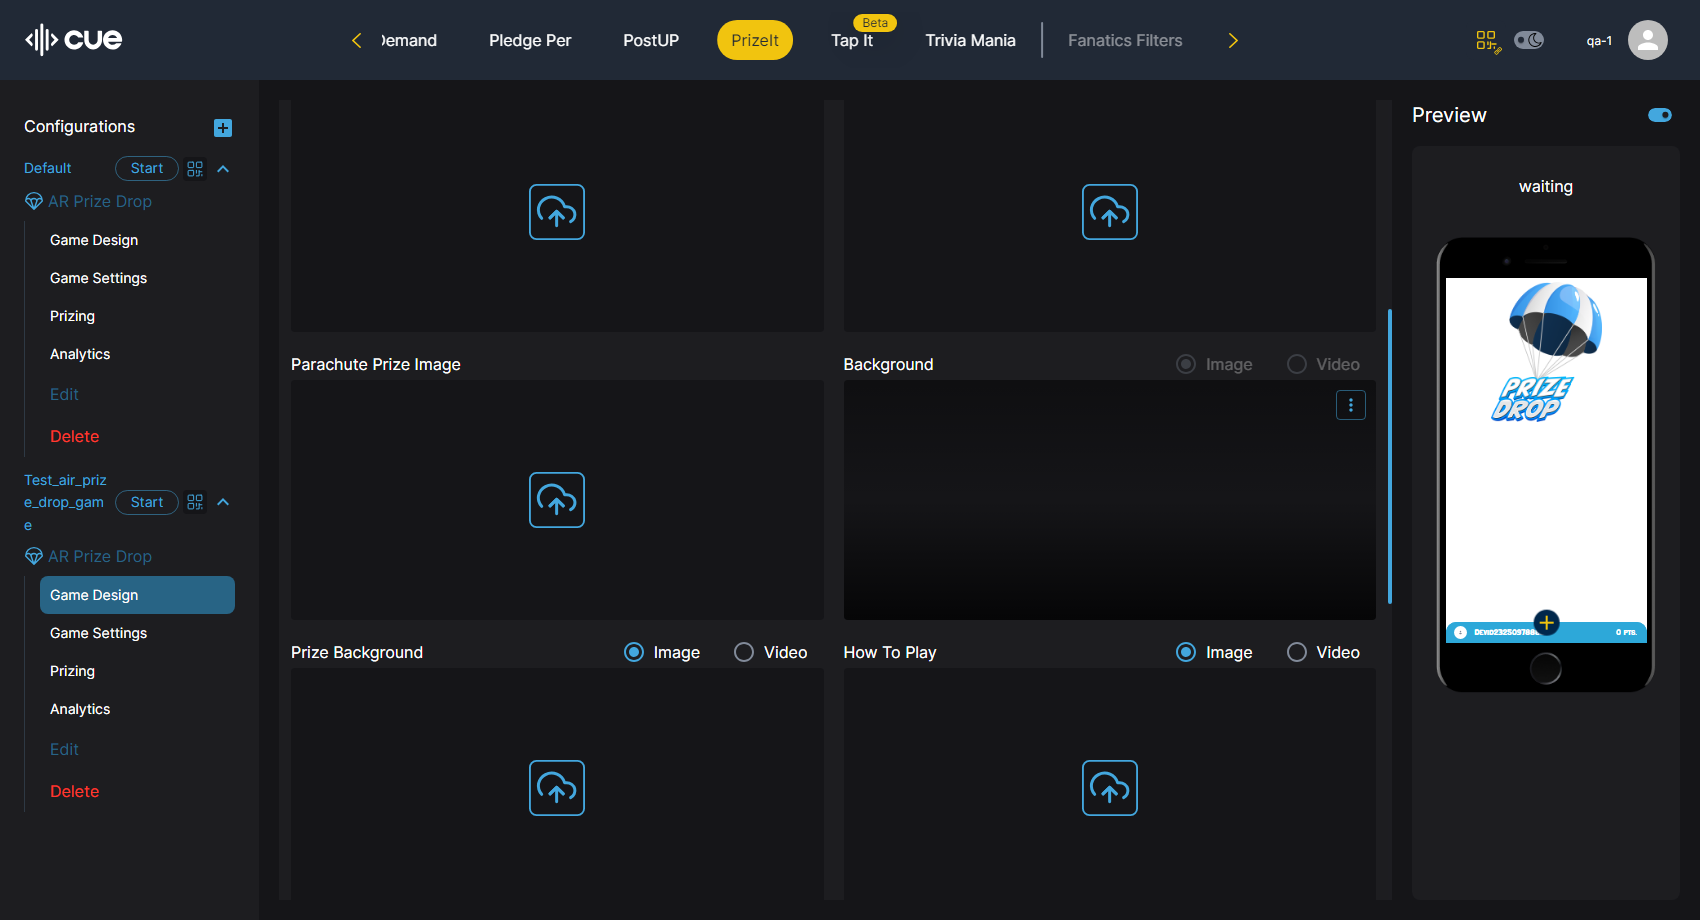 cue
Demand
Pledge Per
PostUP
PrizeIt
Beta
Tap It
Trivia Mania
Fanatics Filters
qa-1
Configurations
Default
Start
AR Prize Drop
Game Design
Game Settings
Prizing
Analytics
Edit
Delete
Test_air_priz
e_drop_gam
e
Start
AR Prize Drop
Game Design
Game Settings
Prizing
Analytics
Edit
Delete
Parachute Prize Image
Background
Image
Video
Prize Background
Image
Video
How To Play
Image
Video
Preview
waiting
PRIZE
DROP
0 PTS.